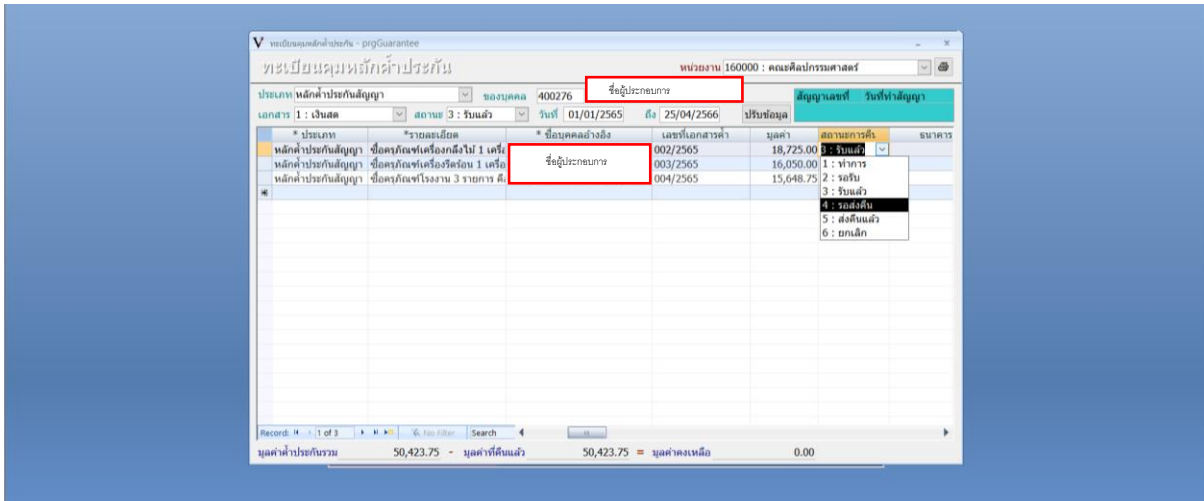 V ทะเบียนคุมหลักค้ำประกัน - prgGuarantee
ทะเบียนคุมหลักค้ำประกัน หน่วยงาน 160000 : คณะศิลปกรรมศาสตร์
ประเภท หลักค้ำประกันสัญญา ของบุคคล 400276 ชื่อผู้ประกอบการ สัญญาเลขที่ วันที่ทำสัญญา
เอกสาร 1 : เงินสด สถานะ 3 : รับแล้ว วันที่ 01/01/2565 ถึง 25/04/2566 ปรับข้อมูล
* ประเภท *รายละเอียด * ชื่อบุคคลอ้างอิง เลขที่เอกสารค้ำ มูลค่า สถานะการคืน ธนาคาร
หลักค้ำประกันสัญญา ซื้อครุภัณฑ์เครื่องกลึงไม้ 1 เครื่อ 002/2565 18,725.00 3 : รับแล้ว
หลักค้ำประกันสัญญา ซื้อครุภัณฑ์เครื่องรีดร้อน 1 เครื่อ ชื่อผู้ประกอบการ 003/2565 16,050.00 1 : ทำการ
หลักค้ำประกันสัญญา ซื้อครุภัณฑ์โรงงาน 3 รายการ คื 004/2565 15,648.75 2 : รอรับ
3 : รับแล้ว
4 : รอส่งคืน
5 : ส่งคืนแล้ว
6 : ยกเลิก
Record: 1 of 3 No Filter Search
มูลค่าค้ำประกันรวม 50,423.75 - มูลค่าที่คืนแล้ว 50,423.75 = มูลค่าคงเหลือ 0.00